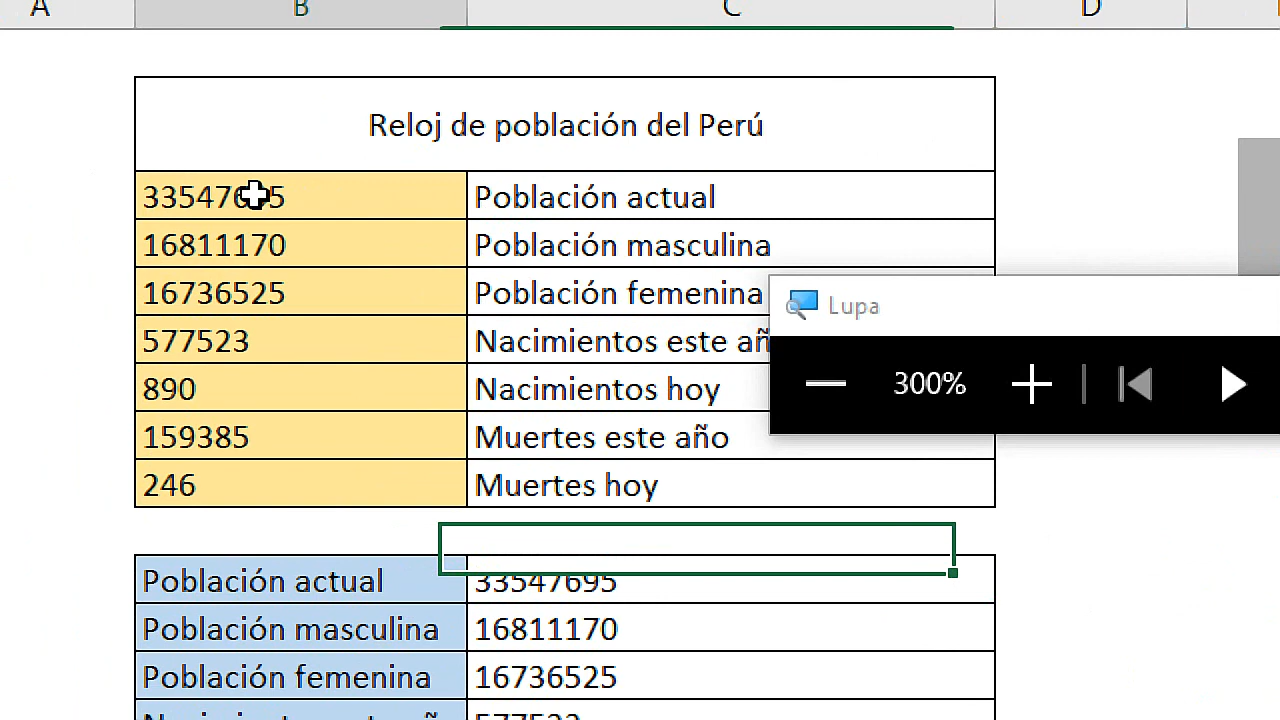 A B C D
Reloj de población del Perú
Población actual
16811170 Población masculina
16736525 Población femenina
577523 Nacimientos este
890 Nacimientos hoy
159385 Muertes este año
246 Muertes hoy
Lupa
300%
Población actual 33547695
Población masculina 16811170
Población femenina 16736525